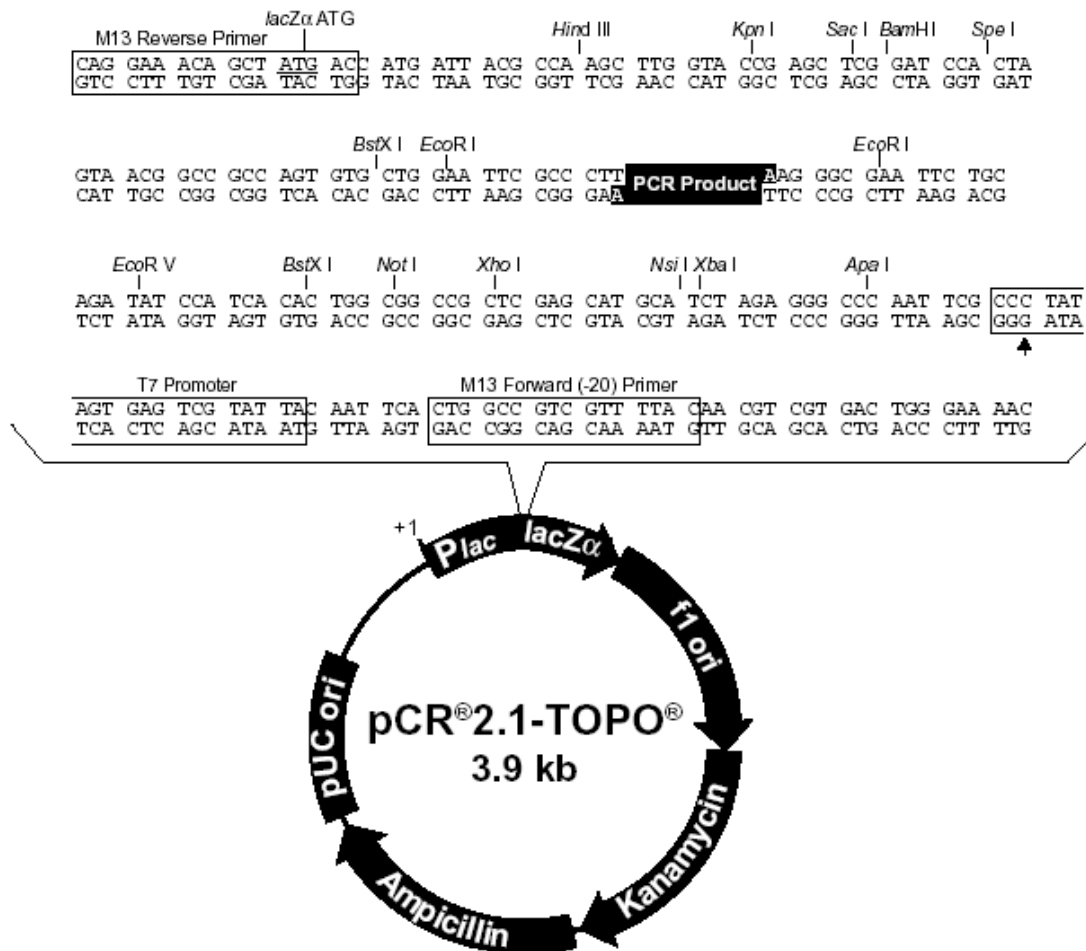 lacZα ATG
M13 Reverse Primer Hind III Kpn I Sac I BamH I Spe I
CAG GAA ACA GCT ATG ACC ATG ATT ACG CCA AGC TTG GTA CCG AGC TCG GAT CCA CTA
GTC CTT TGT CGA TAC TGG TAC TAA TGC GGT TCG AAC CAT GGC TCG AGC CTA GGT GAT
BstX I EcoR I EcoR I
GTA ACG GCC GCC AGT GTG CTG GAA TTC GCC CTT PCR Product AAG GGC GAA TTC TGC
CAT TGC CGG CGG TCA CAC GAC CTT AAG CGG GAA TTC CCG CTT AAG ACG
EcoR V BstX I Not I Xho I Nsi I Xba I Apa I
AGA TAT CCA TCA CAC TGG CGG CCG CTC GAG CAT GCA TCT AGA GGG CCC AAT TCG CCC TAT
TCT ATA GGT AGT GTG ACC GCC GGC GAG CTC GTA CGT AGA TCT CCC GGG TTA AGC GGG ATA
T7 Promoter M13 Forward (-20) Primer
AGT GAG TCG TAT TAC AAT TCA CTG GCC GTC GTT TTA CAA CGT CGT GAC TGG GAA AAC
TCA CTC AGC ATA ATG TTA AGT GAC CGG CAG CAA AAT GTT GCA GCA CTG ACC CTT TTG
+1
Plac lacZα
f1 ori
pUC ori
pCR®2.1-TOPO®
3.9 kb
Kanamycin
Ampicillin